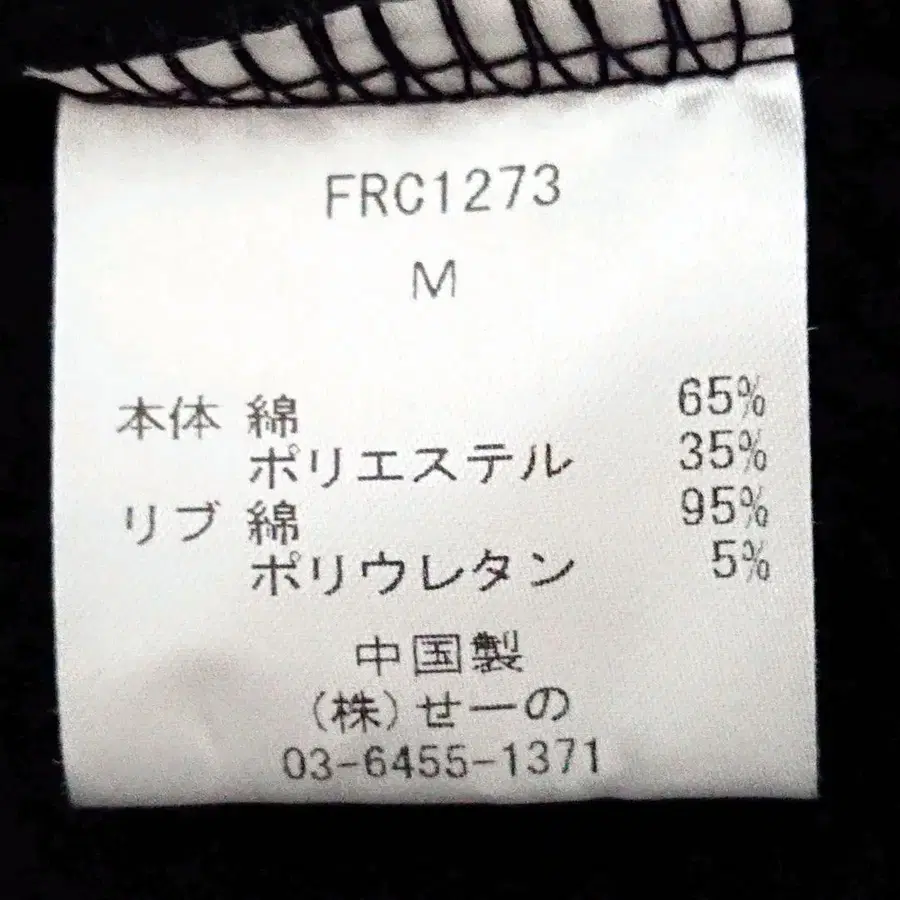 FRC1273
M
本体 綿 65%
ポリエステル 35%
リブ 綿 95%
ポリウレタン 5%
中国製
(株)せーの
03-6455-1371